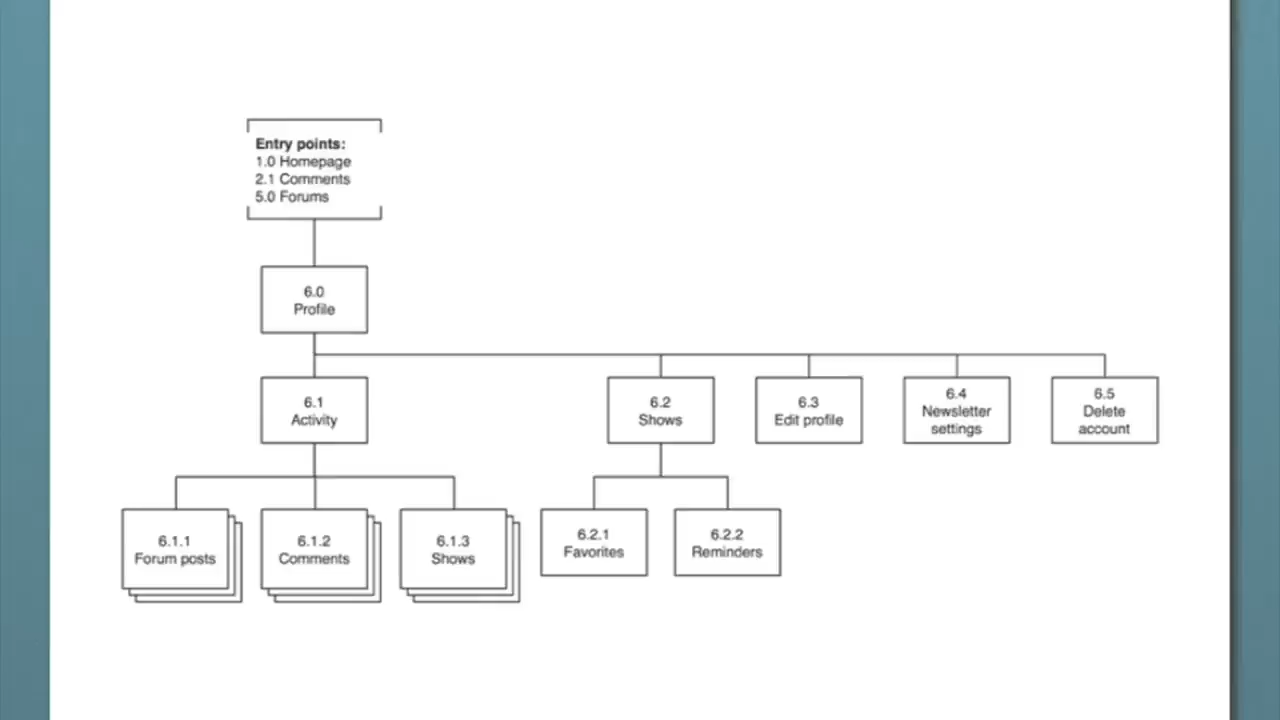 Entry points:
1.0 Homepage
2.1 Comments
5.0 Forums
6.0
Profile
6.1
Activity
6.2
Shows
6.3
Edit profile
6.4
Newsletter
settings
6.5
Delete
account
6.1.1
Forum posts
6.1.2
Comments
6.1.3
Shows
6.2.1
Favorites
6.2.2
Reminders